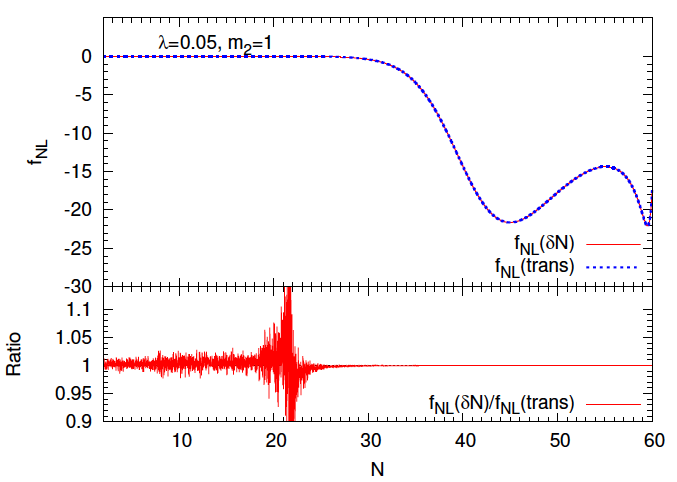 λ=0.05, m2=1
0
-5
-10
-15
-20
-25
-30
fNL
fNL(δN)
fNL(trans)
1.1
1.05
1
0.95
0.9
Ratio
fNL(δN)/fNL(trans)
10 20 30 40 50 60
N